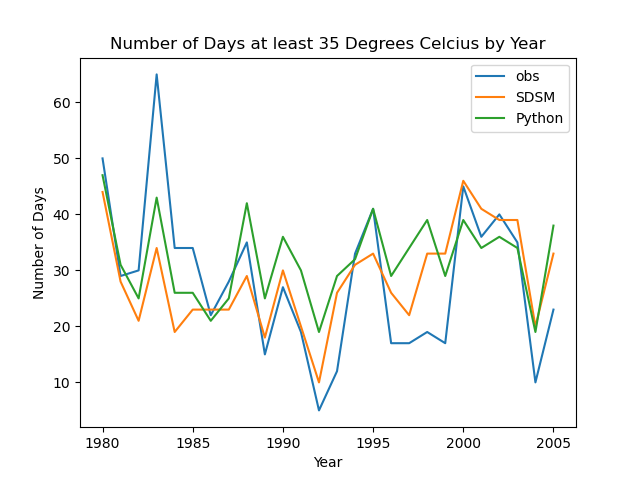 Number of Days at least 35 Degrees Celcius by Year
obs
SDSM
Python
Number of Days
60
50
40
30
20
10
1980 1985 1990 1995 2000 2005
Year